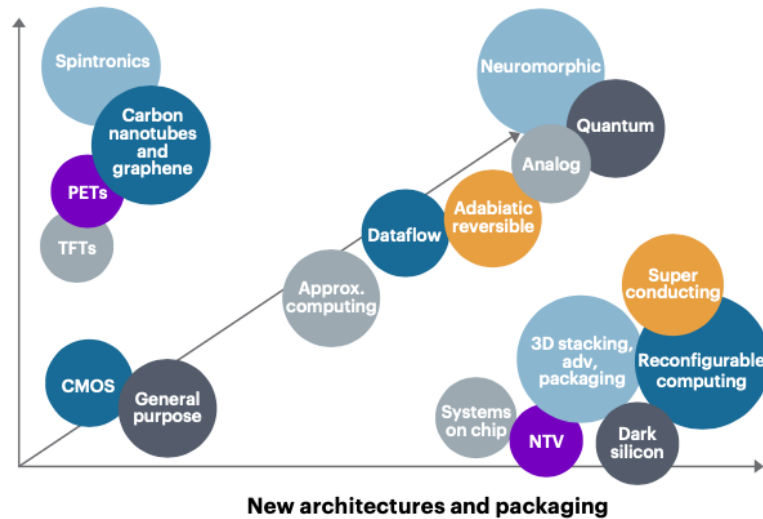 Spintronics
Carbon
nanotubes
and
graphene
PETs
TFTs
CMOS
General
purpose
Approx.
computing
Dataflow
Adabiatic
reversible
Neuromorphic
Quantum
Analog
Super
conducting
3D stacking,
adv,
packaging
Reconfigurable
computing
Systems
on chip
NTV
Dark
silicon
New architectures and packaging